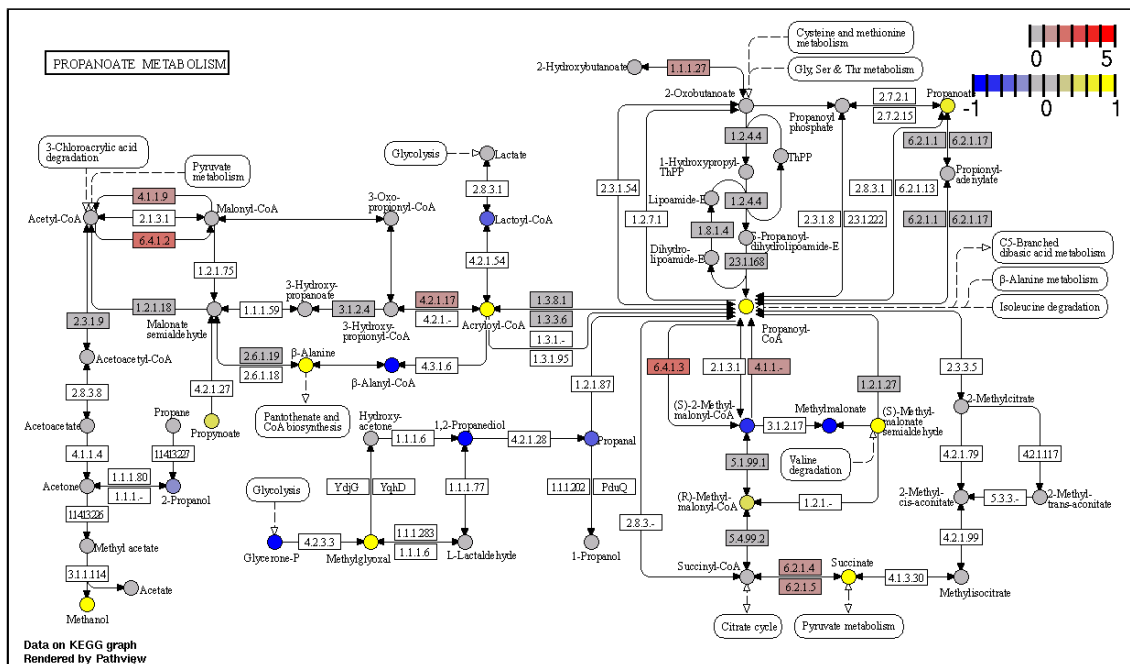 PROPANOATE METABOLISM
Cysteine and methionine
metabolism
0
5
2-Hydroxybutanoate
1.1.1.27
Gly, Ser & Thr metabolism
-1
0
1
2-Oxobutanoate
Propanoyl
phosphate
2.7.2.1
2.7.2.15
Propanoate
3-Chloroacrylic acid
degradation
Pyruvate
metabolism
Glycolysis
Lactate
2.8.3.1
Lactoyl-CoA
4.2.1.54
1.2.4.4
ThPP
1-Hydroxypropyl-
ThPP
6.2.1.1
6.2.1.17
Propionyl-
adenylate
2.3.1.54
1.2.7.1
Lipoamide-E
1.2.4.4
1.8.1.4
S-Propanoyl-
dihydrolipoamide-E
Dihydro-
lipoamide-E
2.3.1.168
2.8.3.1
6.2.1.13
2.3.1.8
2.3.1.222
6.2.1.1
6.2.1.17
4.1.1.9
Acetyl-CoA
2.1.3.1
Malonyl-CoA
6.4.1.2
3-Oxo-
propionyl-CoA
C5-Branched
dibasic acid metabolism
β-Alanine metabolism
Isoleucine degradation
1.2.1.75
1.2.1.18
Malonate
semialdehyde
1.1.1.59
3-Hydroxy-
propanoate
3.1.2.4
3-Hydroxy-
propionyl-CoA
4.2.1.17
4.2.1.-
Acryloyl-CoA
1.3.8.1
1.3.3.6
1.3.1.-
1.3.1.95
Propanoyl-
CoA
2.3.1.9
Acetoacetyl-CoA
2.6.1.19
2.6.1.18
β-Alanine
4.3.1.6
β-Alanyl-CoA
Pantothenate and
CoA biosynthesis
1.2.1.87
6.4.1.3
2.1.3.1
4.1.1.-
1.2.1.27
2.3.3.5
2.8.3.8
Acetoacetate
4.1.1.4
Acetone
Propane
1.14.13.227
1.1.1.80
1.1.1.-
2-Propanol
4.2.1.27
Propynoate
Hydroxy-
acetone
1.1.1.6
1,2-Propanediol
4.2.1.28
Propanal
(S)-2-Methyl-
malonyl-CoA
3.1.2.17
Methylmalonate
(S)-Methyl-
malonate
semialdehyde
Valine
degradation
2-Methylcitrate
4.2.1.79
4.2.1.117
1.14.13.226
Methyl acetate
3.1.1.114
Acetate
Methanol
Glycolysis
YdjG
YqhD
1.1.1.77
1.1.1.202
PduQ
Glycerone-P
4.2.3.3
Methylglyoxal
1.1.1.283
1.1.1.6
L-Lactaldehyde
1-Propanol
2.8.3.-
5.1.99.1
(R)-Methyl-
malonyl-CoA
1.2.1.-
5.4.99.2
Succinyl-CoA
6.2.1.4
6.2.1.5
Succinate
4.1.3.30
Methylisocitrate
2-Methyl-
cis-aconitate
5.3.3.-
2-Methyl-
trans-aconitate
4.2.1.99
Citrate cycle
Pyruvate metabolism
Data on KEGG graph
Rendered by Pathview